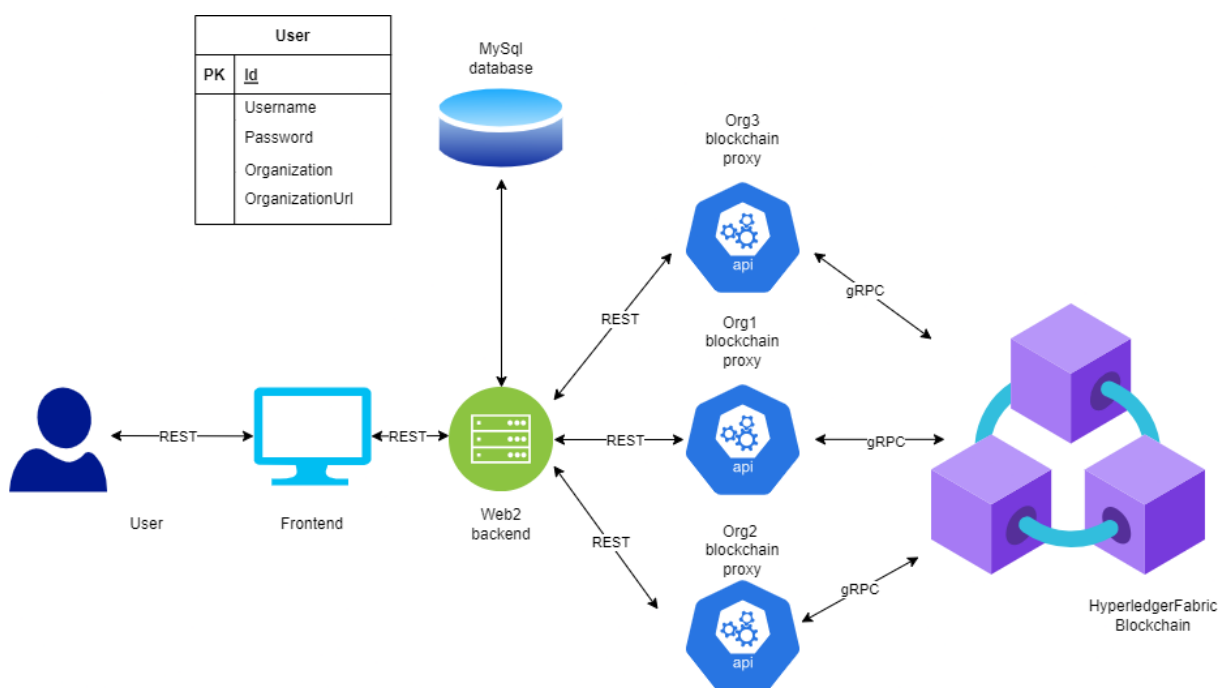 User
PK Id
Username
Password
Organization
OrganizationUrl
MySql
database
Org3
blockchain
proxy
api
gRPC
REST
Org1
blockchain
proxy
REST
REST
REST
gRPC
api
User
Frontend
Web2
backend
REST
Org2
blockchain
proxy
gRPC
api
HyperledgerFabric
Blockchain